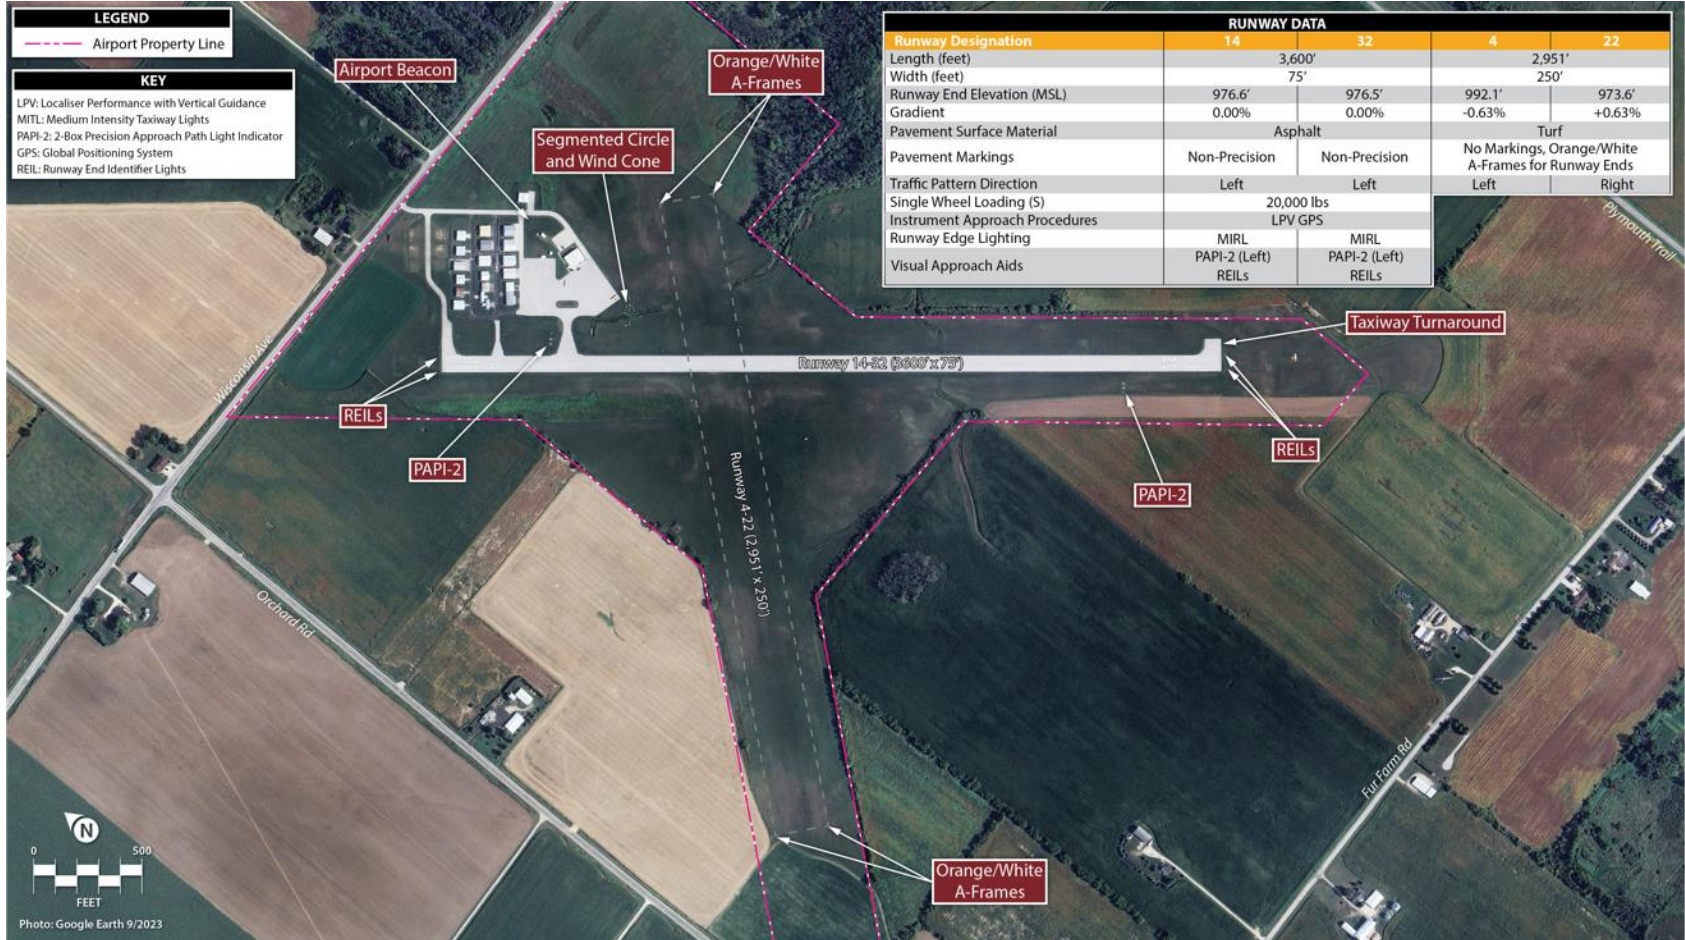 LEGEND
Airport Property Line
KEY
LPV: Localiser Performance with Vertical Guidance
MITL: Medium Intensity Taxiway Lights
PAPI-2: 2-Box Precision Approach Path Light Indicator
GPS: Global Positioning System
REIL: Runway End Identifier Lights
Airport Beacon
Orange/White
A-Frames
Segmented Circle
and Wind Cone
RUNWAY DATA
Runway Designation 14 32 4 22
Length (feet) 3,600' 2,951'
Width (feet) 75' 250'
Runway End Elevation (MSL) 976.6' 976.5' 992.1' 973.6'
Gradient 0.00% 0.00% -0.63% +0.63%
Pavement Surface Material Asphalt Turf
Pavement Markings Non-Precision Non-Precision No Markings, Orange/White
A-Frames for Runway Ends
Traffic Pattern Direction Left Left Left Right
Single Wheel Loading (S) 20,000 lbs
Instrument Approach Procedures LPV GPS
Runway Edge Lighting MIRL MIRL
Visual Approach Aids PAPI-2 (Left) PAPI-2 (Left)
REILs REILs
Plymouth Trail
Taxiway Turnaround
Wisconsin Ave
Runway 14-32 (3600' x 75')
REILs
PAPI-2
REILs
PAPI-2
Runway 4-22 (2,951' x 250')
Orchard Rd
Fur Farm Rd
Orange/White
A-Frames
N
0 500
FEET
Photo: Google Earth 9/2023